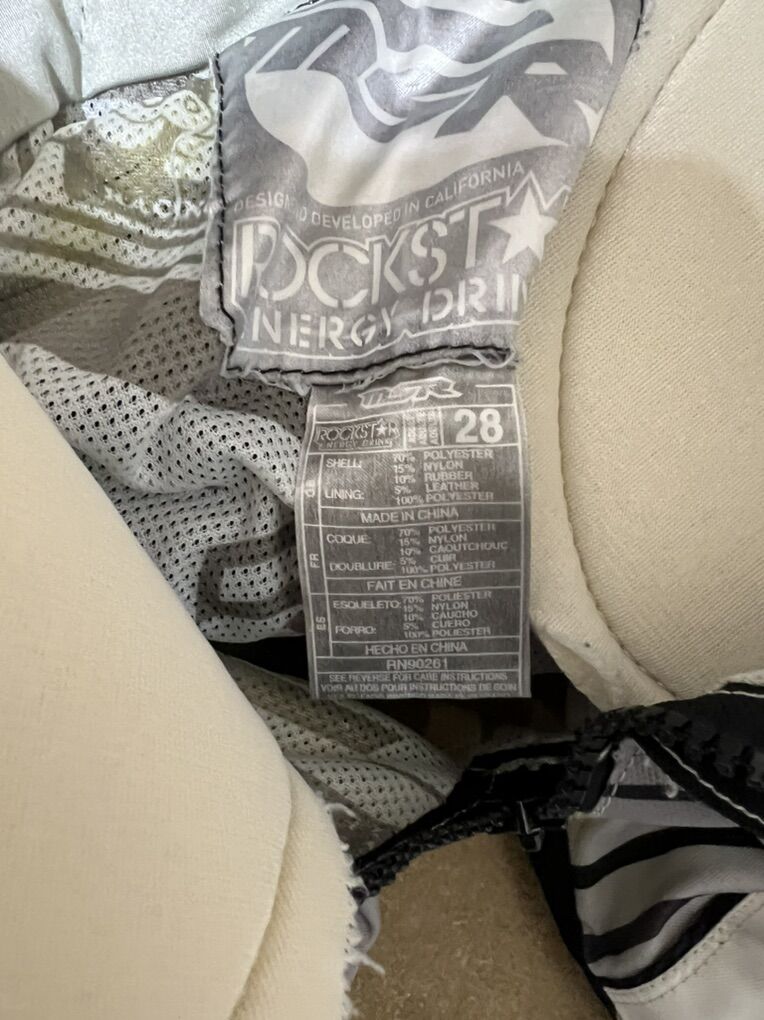 DEVELOPED IN CALIFORNIA
ROCKST★
ENERGY DRIN
MSR
ROCKST★R 28
ENERGY DRINK
SHELL: 70% POLYESTER
15% NYLON
10% RUBBER
5% LEATHER
LINING: 100% POLYESTER
MADE IN CHINA
FR
COQUE: 70% POLYESTER
15% NYLON
10% CAOUTCHOUC
5% CUIR
DOUBLURE: 100% POLYESTER
FAIT EN CHINE
ES
ESQUELETO: 70% POLIESTER
15% NYLON
10% CAUCHO
5% CUERO
FORRO: 100% POLIESTER
HECHO EN CHINA
RN90261
SEE REVERSE FOR CARE INSTRUCTIONS
VOIR AU DOS POUR INSTRUCTIONS DE SOIN